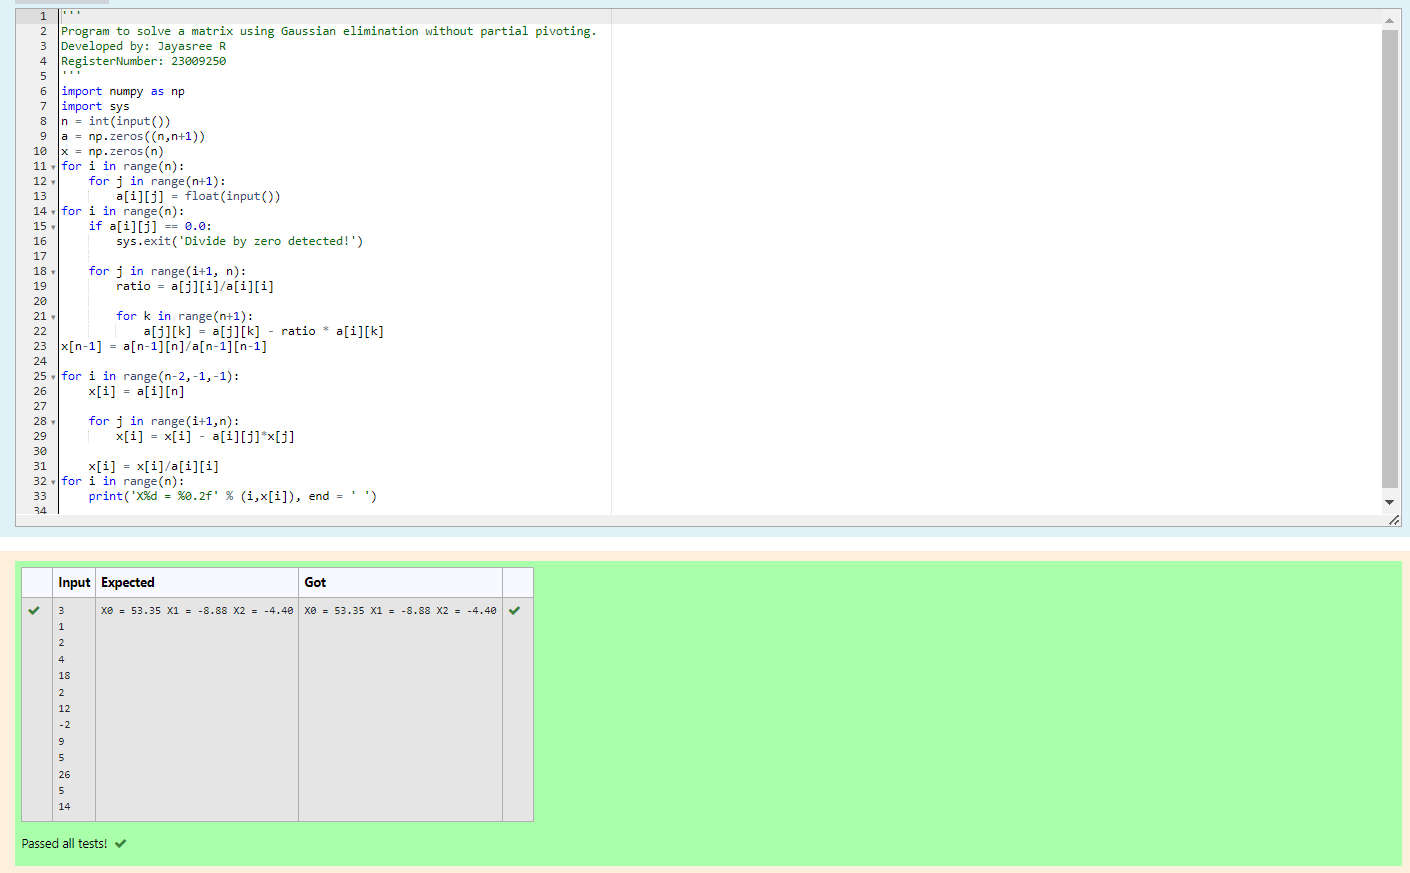 1 '''
2 Program to solve a matrix using Gaussian elimination without partial pivoting.
3 Developed by: Jayasree R
4 RegisterNumber: 23009250
5 '''
6 import numpy as np
7 import sys
8 n = int(input())
9 a = np.zeros((n,n+1))
10 x = np.zeros(n)
11 for i in range(n):
12     for j in range(n+1):
13         a[i][j] = float(input())
14 for i in range(n):
15     if a[i][j] == 0.0:
16         sys.exit('Divide by zero detected!')
17
18     for j in range(i+1, n):
19         ratio = a[j][i]/a[i][i]
20
21         for k in range(n+1):
22             a[j][k] = a[j][k] - ratio * a[i][k]
23 x[n-1] = a[n-1][n]/a[n-1][n-1]
24
25 for i in range(n-2,-1,-1):
26     x[i] = a[i][n]
27
28     for j in range(i+1,n):
29         x[i] = x[i] - a[i][j]*x[j]
30
31     x[i] = x[i]/a[i][i]
32 for i in range(n):
33     print('X%d = %0.2f' % (i,x[i]), end = ' ')
34
Input Expected Got
3 X0 = 53.35 X1 = -8.88 X2 = -4.40 X0 = 53.35 X1 = -8.88 X2 = -4.40
1
2
4
18
2
12
-2
9
5
26
5
14
Passed all tests!